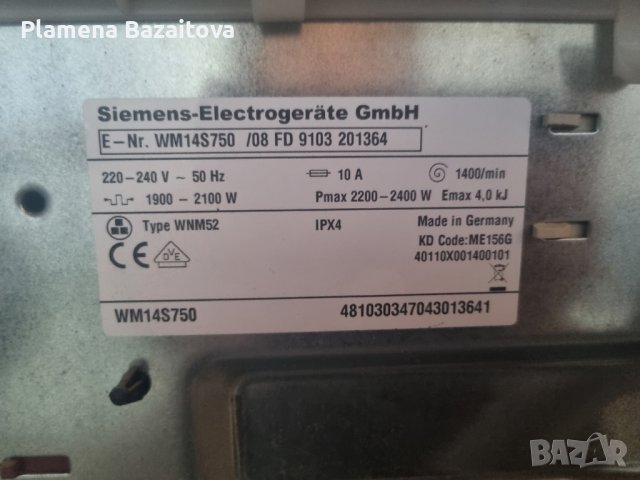 Plamena Bazaitova
Siemens-Electrogeräte GmbH
E-Nr. WM14S750 /08 FD 9103 201364
220-240 V ~ 50 Hz 10 A 1400/min
1900 - 2100 W Pmax 2200-2400 W Emax 4,0 kJ
Type WNM52 IPX4 Made in Germany
KD Code:ME156G
CE DVE 40110X001400101
WM14S750 481030347043013641
BAZAR